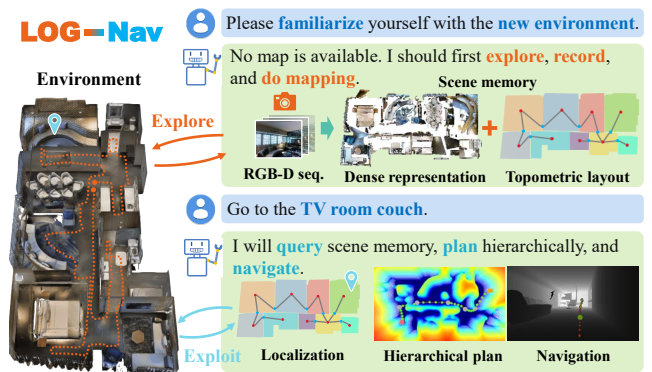 LOG-Nav
Please familiarize yourself with the new environment.
No map is available. I should first explore, record,
and do mapping.
Scene memory
Environment
Explore
RGB-D seq.
Dense representation
Topometric layout
Go to the TV room couch.
I will query scene memory, plan hierarchically, and
navigate.
Exploit
Localization
Hierarchical plan
Navigation